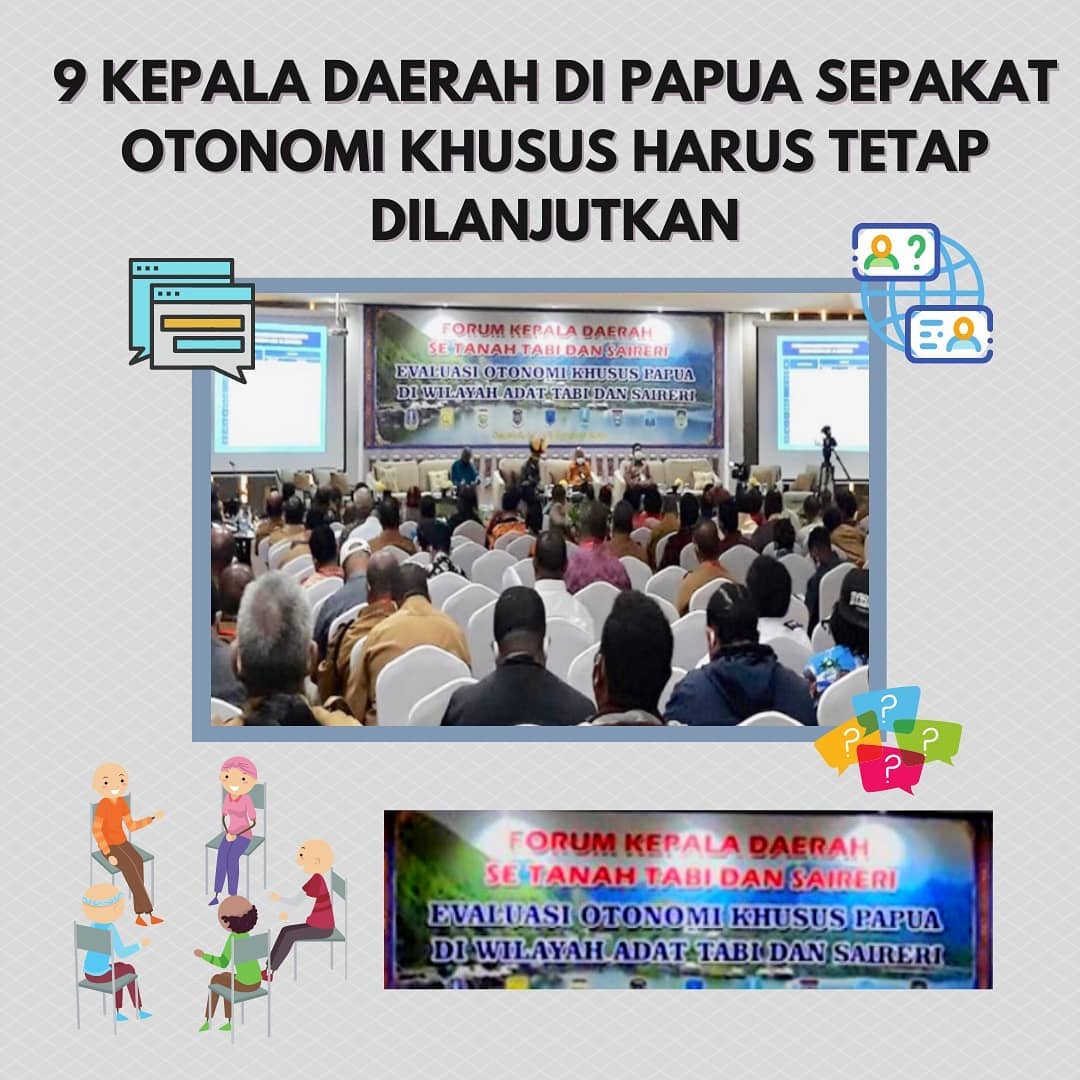 9 KEPALA DAERAH DI PAPUA SEPAKAT
OTONOMI KHUSUS HARUS TETAP
DILANJUTKAN
FORUM KEPALA DAERAH
SE TANAH TABI DAN SAIRERI
EVALUASI OTONOMI KHUSUS PAPUA
DI WILAYAH ADAT TABI DAN SAIRERI
?
?
?
?
?
FORUM KEPALA DAERAH
SE TANAH TABI DAN SAIRERI
EVALUASI OTONOMI KHUSUS PAPUA
DI WILAYAH ADAT TABI DAN SAIRERI